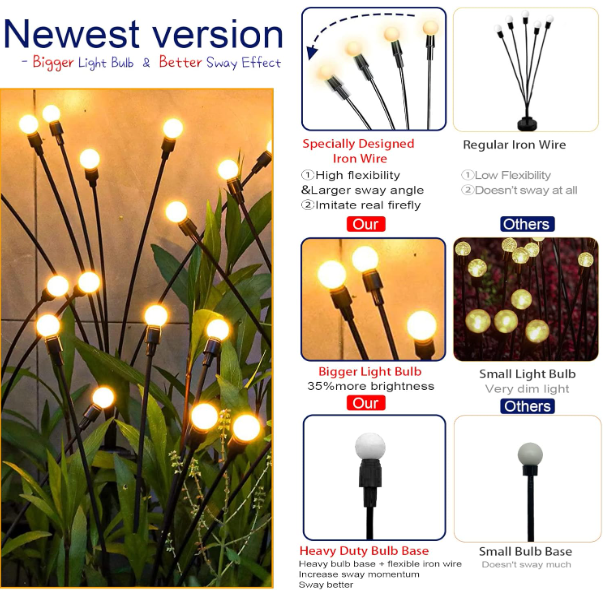 Newest version
- Bigger Light Bulb & Better Sway Effect
Specially Designed
Iron Wire
①High flexibility
&Larger sway angle
②Imitate real firefly
Our
Regular Iron Wire
①Low Flexibility
②Doesn't sway at all
Others
Bigger Light Bulb
35%more brightness
Our
Small Light Bulb
Very dim light
Others
Heavy Duty Bulb Base
Heavy bulb base + flexible iron wire
Increase sway momentum
Sway better
Small Bulb Base
Doesn't sway much